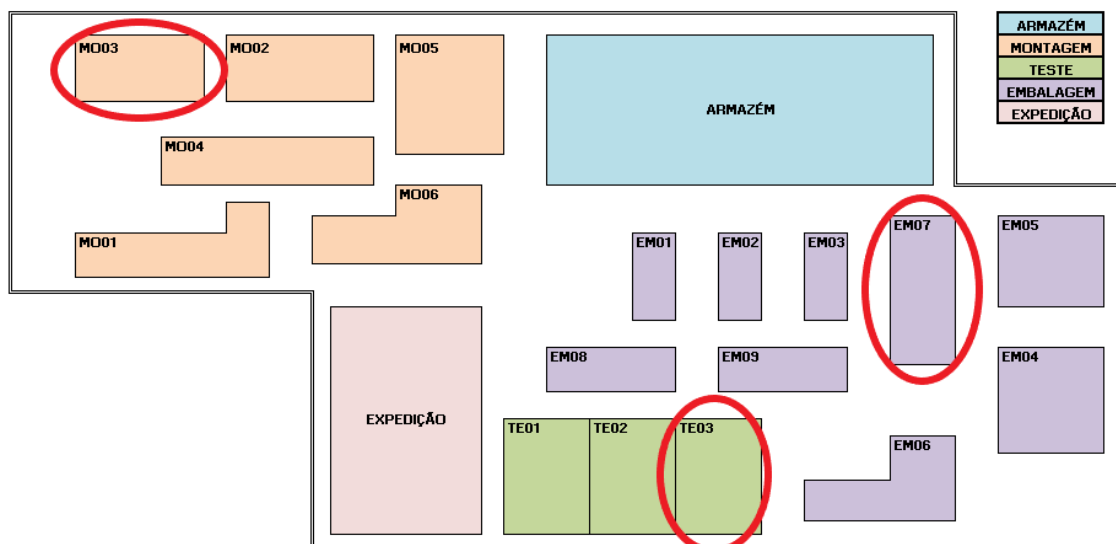 MO03
MO02
MO05
ARMAZÉM
MONTAGEM
TESTE
EMBALAGEM
EXPEDIÇÃO
ARMAZÉM
MO04
MO06
MO01
EM01
EM02
EM03
EM07
EM05
EM08
EM09
EM04
EXPEDIÇÃO
TE01
TE02
TE03
EM06